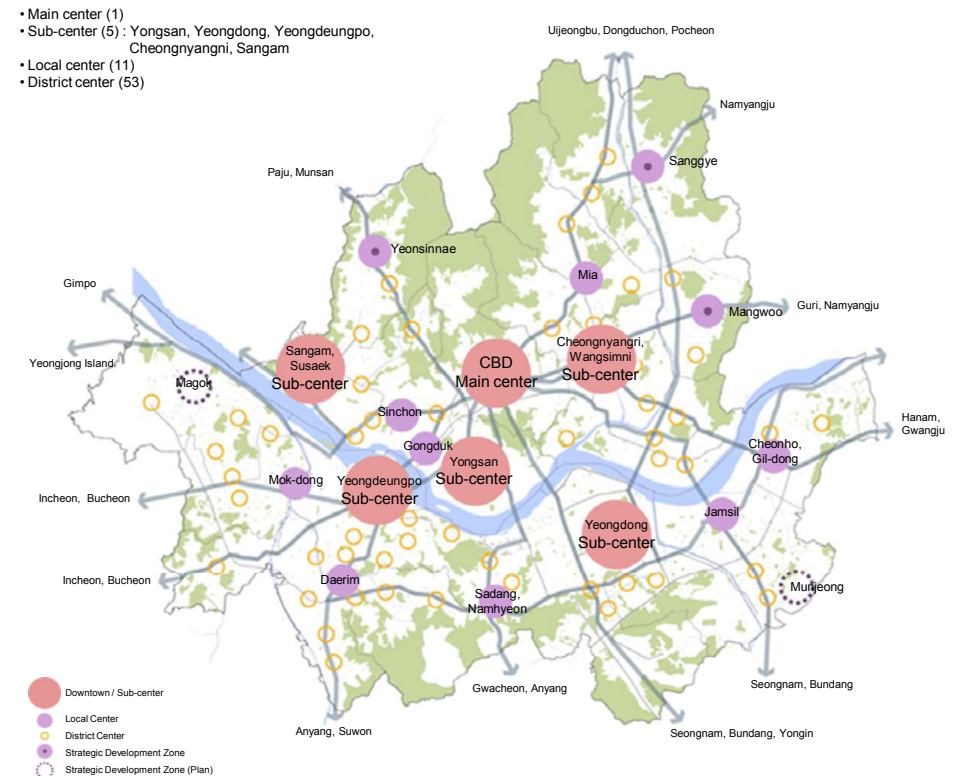 • Main center (1)
• Sub-center (5) : Yongsan, Yeongdong, Yeongdeungpo,
Cheongnyangni, Sangam
• Local center (11)
• District center (53)
Uijeongbu, Dongduchon, Pocheon
Namyangju
Sanggye
Paju, Munsan
Yeonsinnae
Mia
Gimpo
Mangwoo
Guri, Namyangju
Yeongjong Island
Sangam,
Susaek
Sub-center
CBD
Main center
Cheongnyangri,
Wangsimni
Sub-center
Magok
Sinchon
Hanam,
Gwangju
Gongduk
Cheonho,
Gil-dong
Yongsan
Sub-center
Mok-dong
Yeongdeungpo
Sub-center
Incheon, Bucheon
Jamsil
Yeongdong
Sub-center
Incheon, Bucheon
Daerim
Sadang,
Namhyeon
Munjeong
Gwacheon, Anyang
Seongnam, Bundang
Anyang, Suwon
Seongnam, Bundang, Yongin
Downtown / Sub-center
Local Center
District Center
Strategic Development Zone
Strategic Development Zone (Plan)